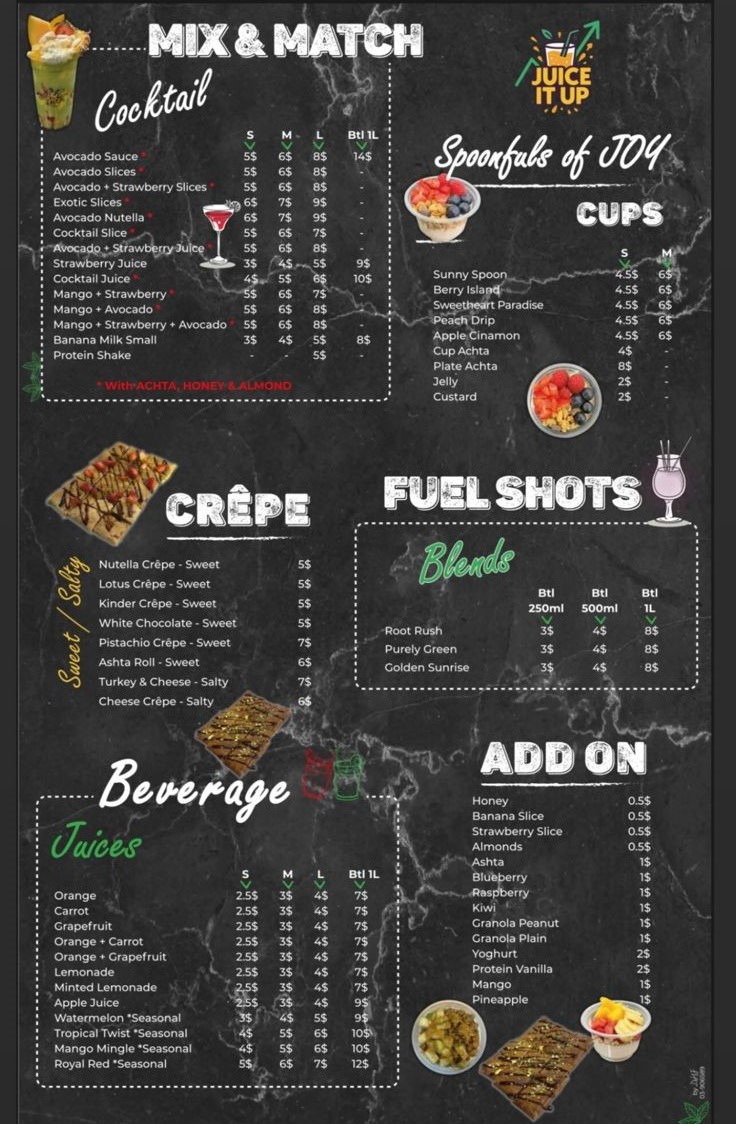 MIX & MATCH
Cocktail
S M L Btl 1L
Avocado Sauce * 5$ 6$ 8$ 14$
Avocado Slices * 5$ 6$ 8$
Avocado + Strawberry Slices * 5$ 6$ 8$ -
Exotic Slices * 6$ 7$ 9$ -
Avocado Nutella * 6$ 7$ 9$ -
Cocktail Slice * 5$ 6$ 7$ -
Avocado + Strawberry Juice * 5$ 6$ 8$ -
Strawberry Juice 3$ 4$ 5$ 9$
Cocktail Juice * 4$ 5$ 6$ 10$
Mango + Strawberry * 5$ 6$ 7$ -
Mango + Avocado * 5$ 6$ 8$
Mango + Strawberry + Avocado * 5$ 6$ 8$ -
Banana Milk Small 3$ 4$ 5$ 8$
Protein Shake - - 5$
* With ACHTA, HONEY & ALMOND
JUICE
IT UP
Spoonfuls of JOY
CUPS
S M
Sunny Spoon 4.5$ 6$
Berry Island 4.5$ 6$
Sweetheart Paradise 4.5$ 6$
Peach Drip 4.5$ 6$
Apple Cinamon 4.5$ 6$
Cup Achta 4$ -
Plate Achta 8$ -
Jelly 2$ -
Custard 2$ -
CRÊPE
Sweet / Salty
Nutella Crêpe - Sweet 5$
Lotus Crêpe - Sweet 5$
Kinder Crêpe - Sweet 5$
White Chocolate - Sweet 5$
Pistachio Crêpe - Sweet 7$
Ashta Roll - Sweet 6$
Turkey & Cheese - Salty 7$
Cheese Crêpe - Salty 6$
FUEL SHOTS
Blends
Btl Btl Btl
250ml 500ml 1L
Root Rush 3$ 4$ 8$
Purely Green 3$ 4$ 8$
Golden Sunrise 3$ 4$ 8$
Beverage
Juices
S M L Btl 1L
Orange 2.5$ 3$ 4$ 7$
Carrot 2.5$ 3$ 4$ 7$
Grapefruit 2.5$ 3$ 4$ 7$
Orange + Carrot 2.5$ 3$ 4$ 7$
Orange + Grapefruit 2.5$ 3$ 4$ 7$
Lemonade 2.5$ 3$ 4$ 7$
Minted Lemonade 2.5$ 3$ 4$ 7$
Apple Juice 2.5$ 3$ 4$ 9$
Watermelon *Seasonal 3$ 4$ 5$ 9$
Tropical Twist *Seasonal 4$ 5$ 6$ 10$
Mango Mingle *Seasonal 4$ 5$ 6$ 10$
Royal Red *Seasonal 5$ 6$ 7$ 12$
ADD ON
Honey 0.5$
Banana Slice 0.5$
Strawberry Slice 0.5$
Almonds 0.5$
Ashta 1$
Blueberry 1$
Raspberry 1$
Kiwi 1$
Granola Peanut 1$
Granola Plain 1$
Yoghurt 2$
Protein Vanilla 2$
Mango 1$
Pineapple 1$